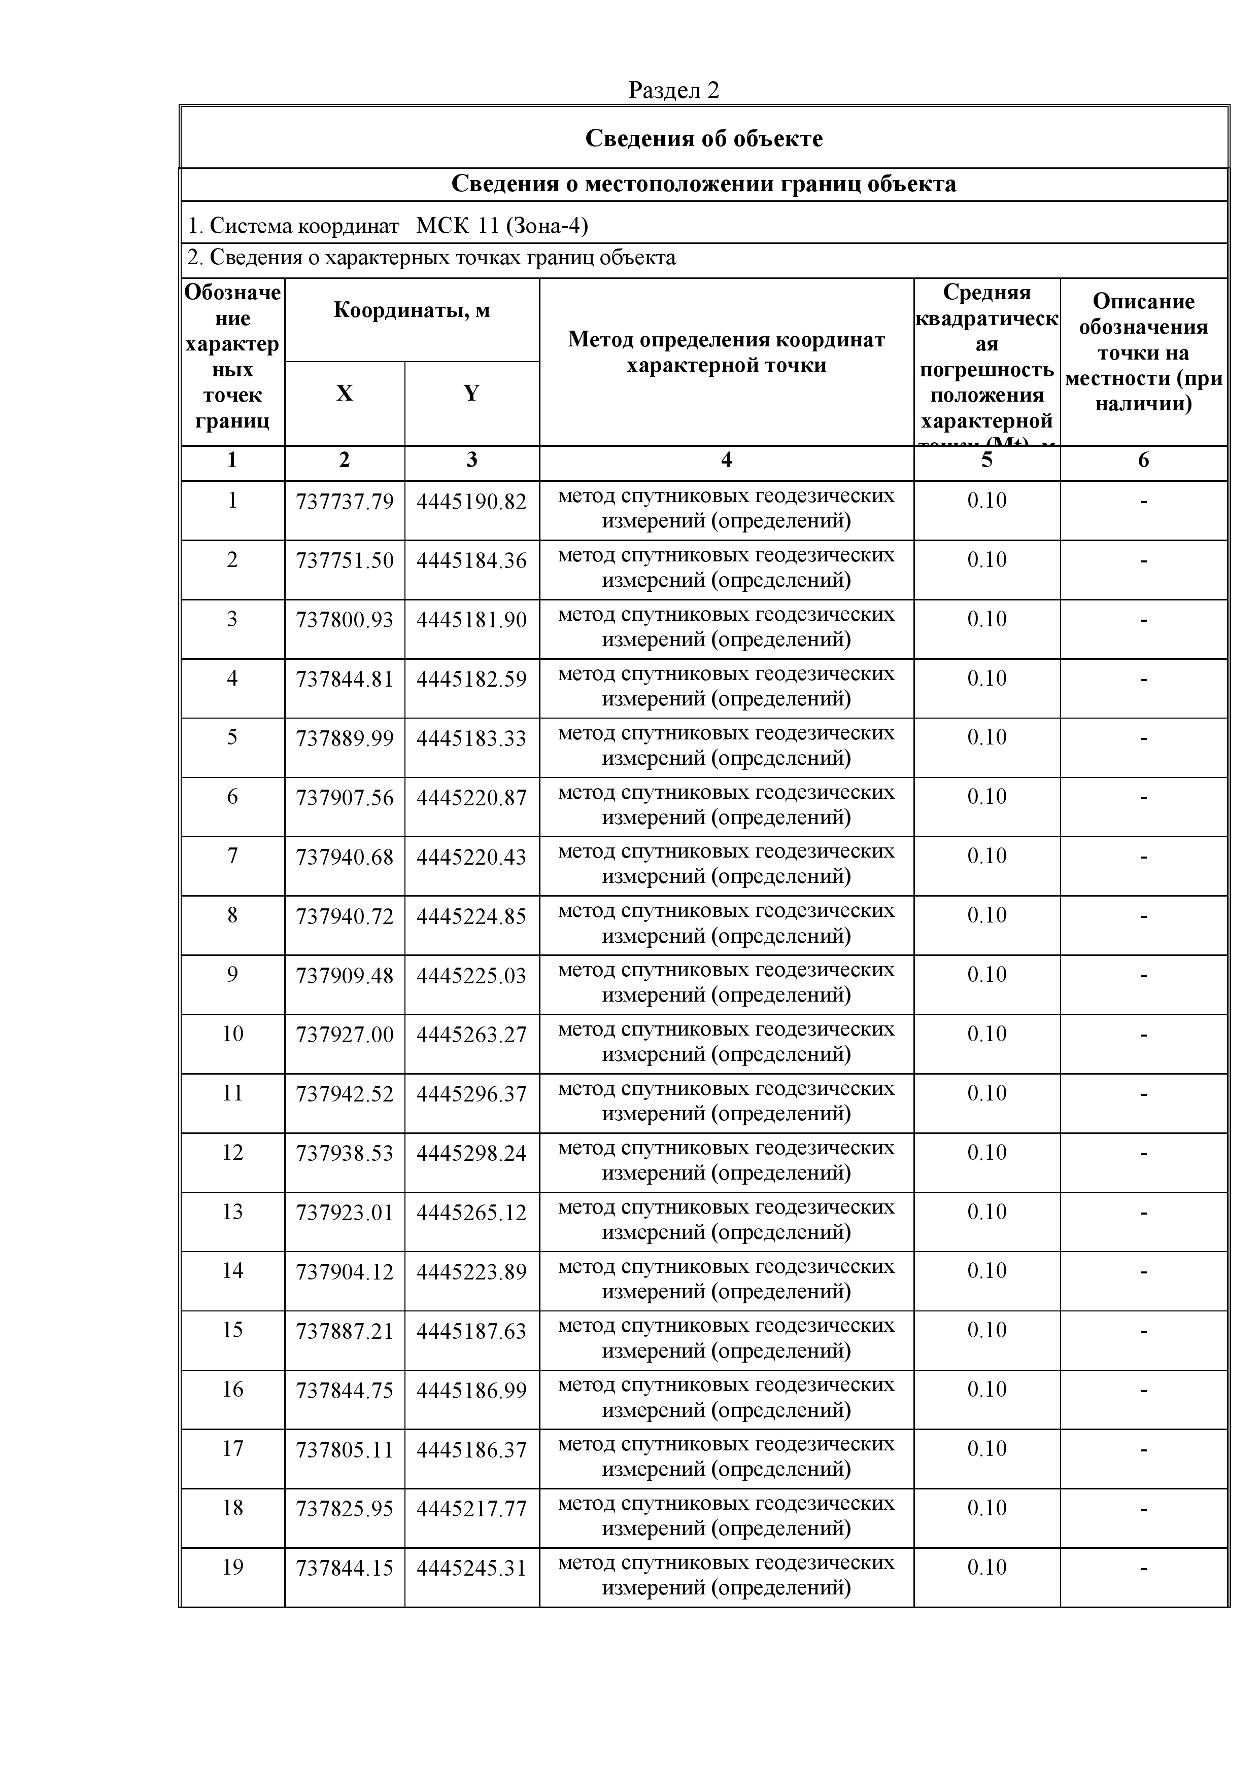 Раздел 2
Сведения об объекте
Сведения о местоположении границ объекта
1. Система координат МСК 11 (Зона-4)
2. Сведения о характерных точках границ объекта
Обозначе
ние
характер
ных
точек
границ
Координаты, м
X
Y
Метод определения координат
характерной точки
Средняя
квадратическ
ая
погрешность
положения
характерной
точки (Mt), м
Описание
обозначения
точки на
местности (при
наличии)
1 2 3 4 5 6
1 737737.79 4445190.82 метод спутниковых геодезических 0.10 -
измерений (определений)
2 737751.50 4445184.36 метод спутниковых геодезических 0.10 -
измерений (определений)
3 737800.93 4445181.90 метод спутниковых геодезических 0.10 -
измерений (определений)
4 737844.81 4445182.59 метод спутниковых геодезических 0.10 -
измерений (определений)
5 737889.99 4445183.33 метод спутниковых геодезических 0.10 -
измерений (определений)
6 737907.56 4445220.87 метод спутниковых геодезических 0.10 -
измерений (определений)
7 737940.68 4445220.43 метод спутниковых геодезических 0.10 -
измерений (определений)
8 737940.72 4445224.85 метод спутниковых геодезических 0.10 -
измерений (определений)
9 737909.48 4445225.03 метод спутниковых геодезических 0.10 -
измерений (определений)
10 737927.00 4445263.27 метод спутниковых геодезических 0.10 -
измерений (определений)
11 737942.52 4445296.37 метод спутниковых геодезических 0.10 -
измерений (определений)
12 737938.53 4445298.24 метод спутниковых геодезических 0.10 -
измерений (определений)
13 737923.01 4445265.12 метод спутниковых геодезических 0.10 -
измерений (определений)
14 737904.12 4445223.89 метод спутниковых геодезических 0.10 -
измерений (определений)
15 737887.21 4445187.63 метод спутниковых геодезических 0.10 -
измерений (определений)
16 737844.75 4445186.99 метод спутниковых геодезических 0.10 -
измерений (определений)
17 737805.11 4445186.37 метод спутниковых геодезических 0.10 -
измерений (определений)
18 737825.95 4445217.77 метод спутниковых геодезических 0.10 -
измерений (определений)
19 737844.15 4445245.31 метод спутниковых геодезических 0.10 -
измерений (определений)